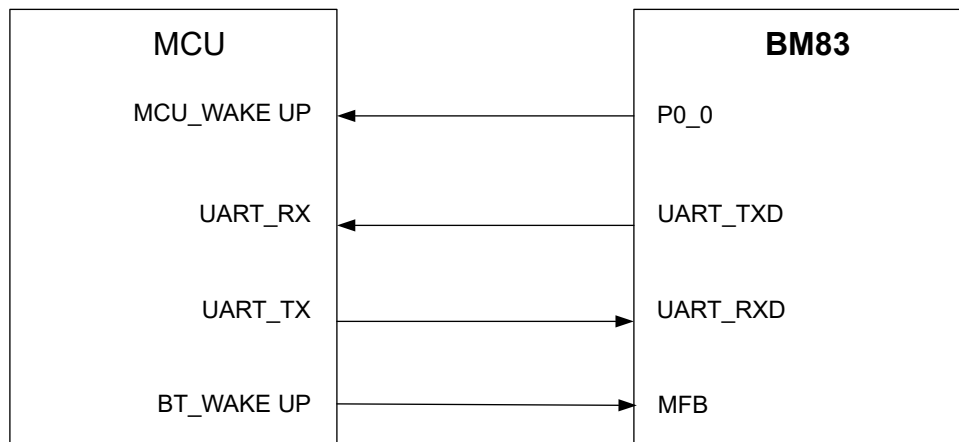 MCU
BM83
MCU_WAKE UP
P0_0
UART_RX
UART_TXD
UART_TX
UART_RXD
BT_WAKE UP
MFB